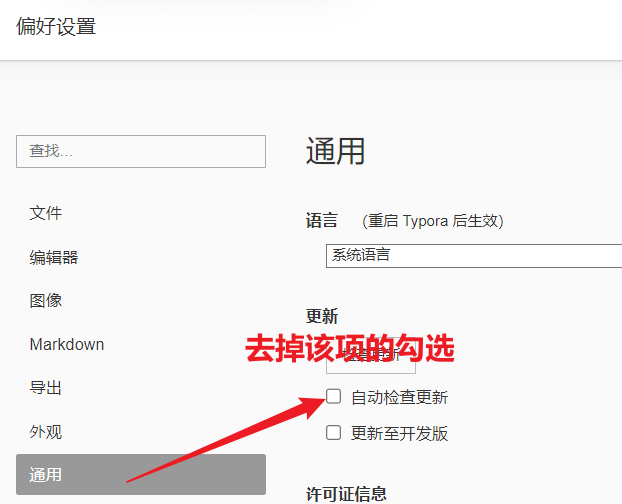 偏好设置
查找...
文件
编辑器
图像
Markdown
导出
外观
通用
通用
语言 (重启 Typora 后生效)
系统语言
更新
去掉该项的勾选
检查更新
自动检查更新
更新至开发版
许可证信息